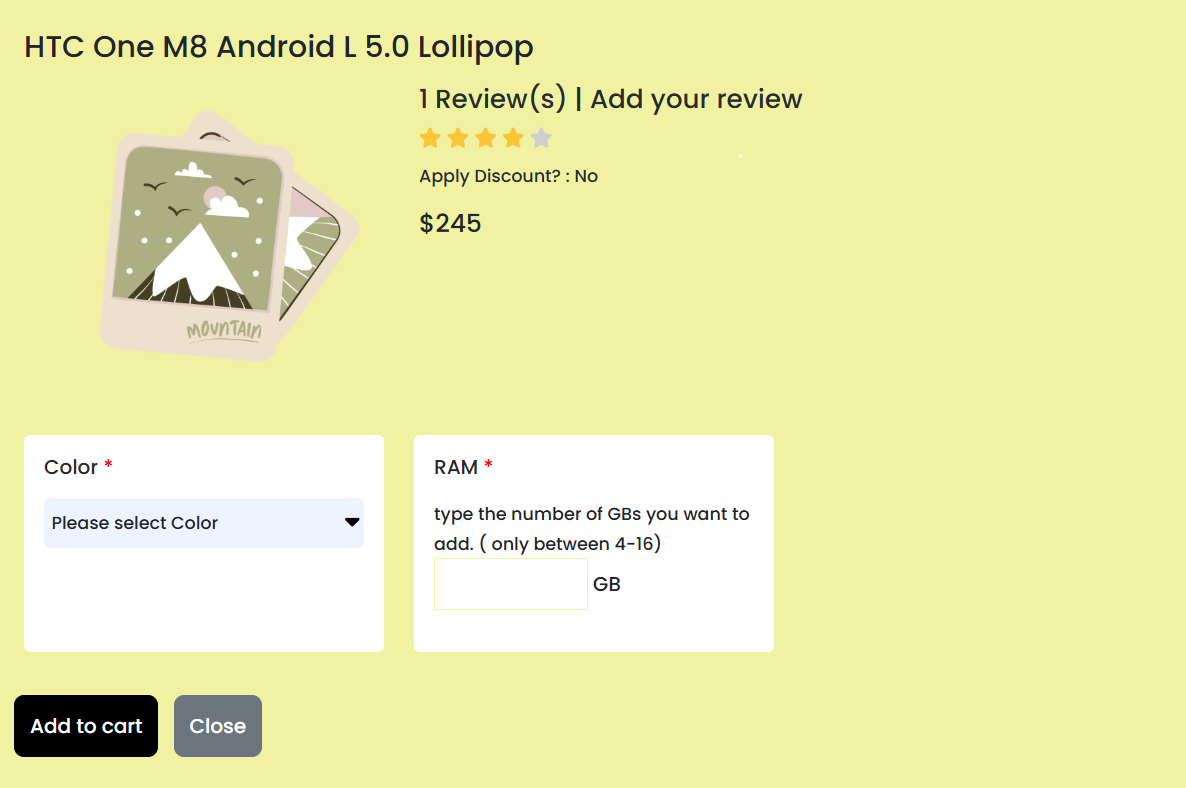 HTC One M8 Android L 5.0 Lollipop
1 Review(s) | Add your review
Apply Discount? : No
$245
MOUNTAIN
Color *
Please select Color
RAM *
type the number of GBs you want to
add. ( only between 4-16)
GB
Add to cart
Close